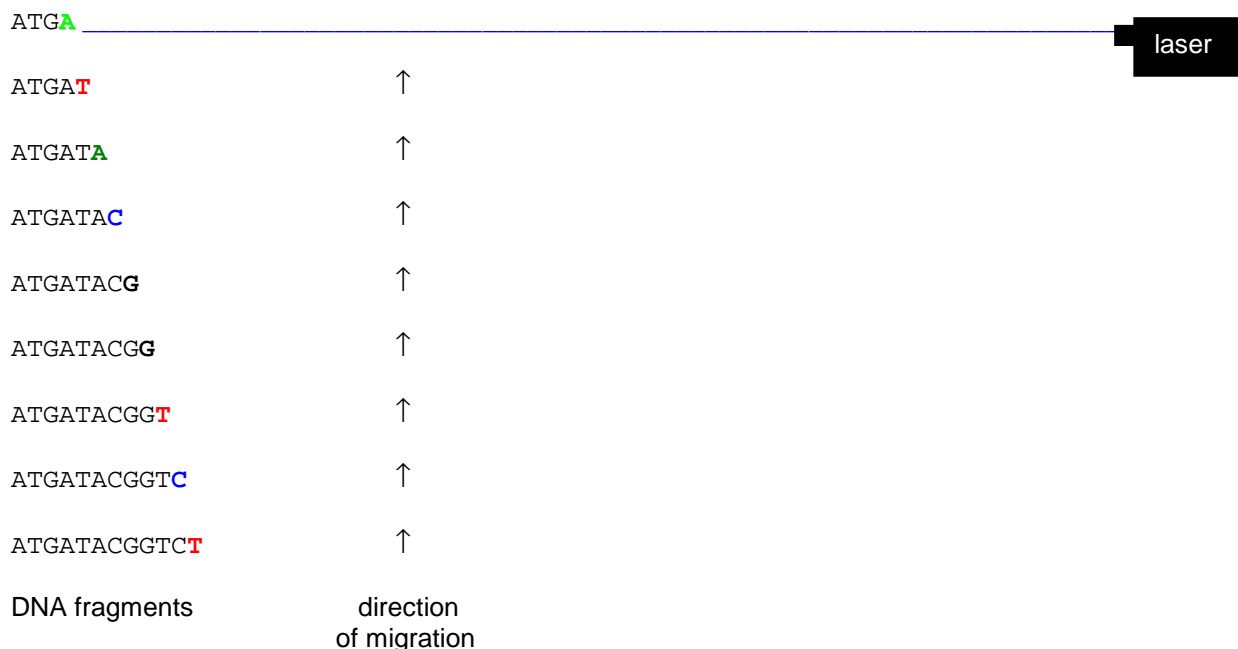 ATGA
laser
ATGAT ↑
ATGATA ↑
ATGATAC ↑
ATGATACG ↑
ATGATACGG ↑
ATGATACGGT ↑
ATGATACGGTC ↑
ATGATACGGTCT ↑
DNA fragments direction
of migration